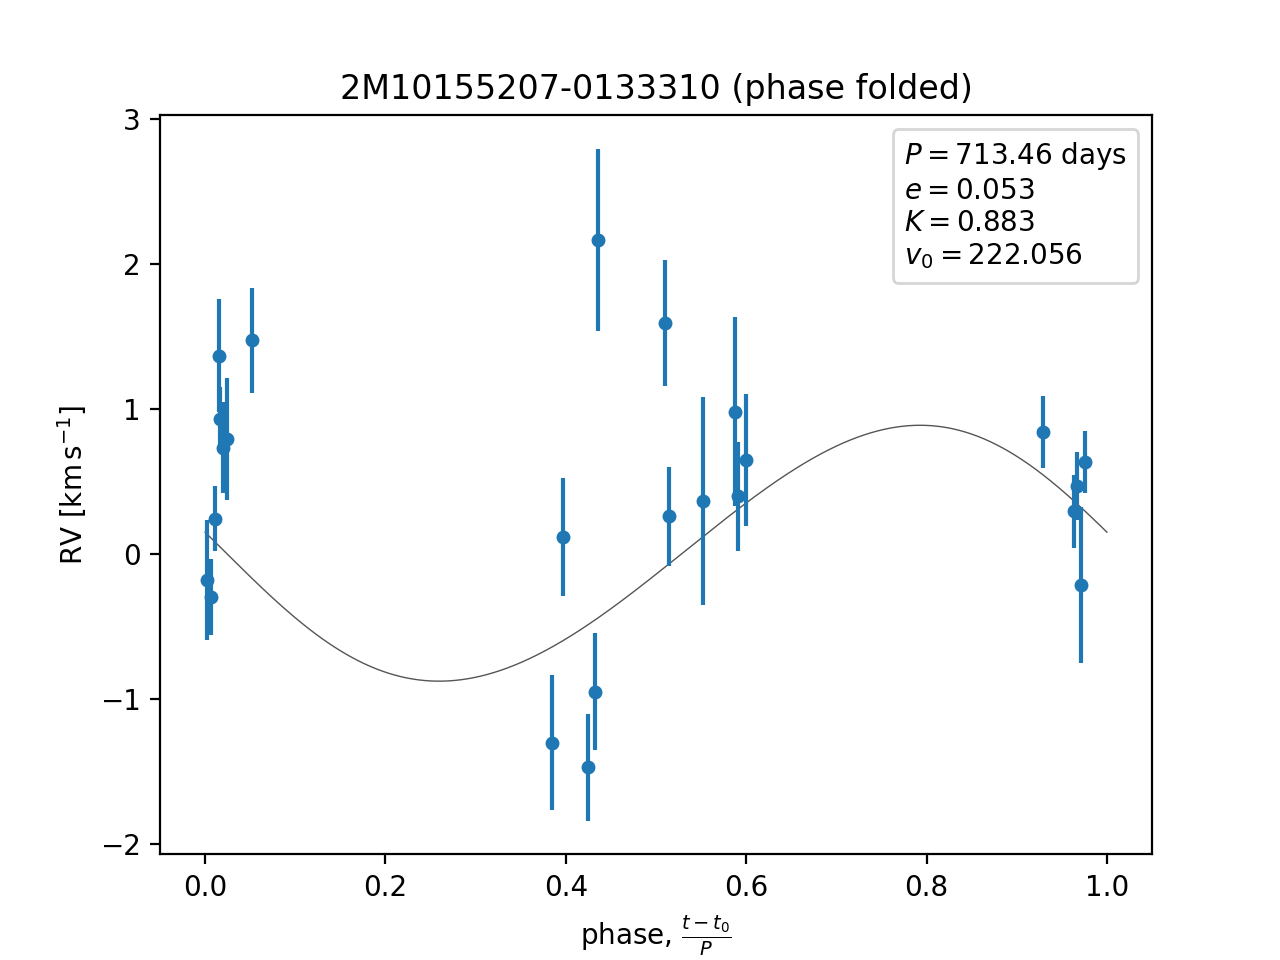 2M10155207-0133310 (phase folded)
P = 713.46 days
e = 0.053
K = 0.883
v₀ = 222.056
3
2
1
0
−1
−2
RV [km s⁻¹]
0.0 0.2 0.4 0.6 0.8 1.0
phase, (t − t₀)/P